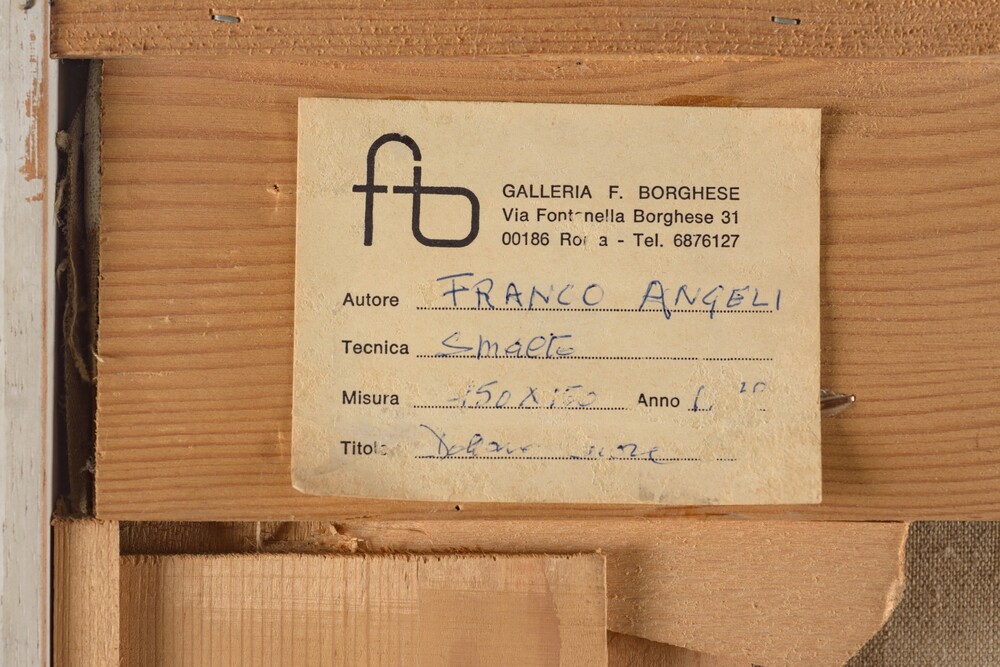 fb
GALLERIA F. BORGHESE
Via Fontanella Borghese 31
00186 Roma - Tel. 6876127
Autore FRANCO ANGELI
Tecnica Smalto
Misura 150X150 Anno
Titolo